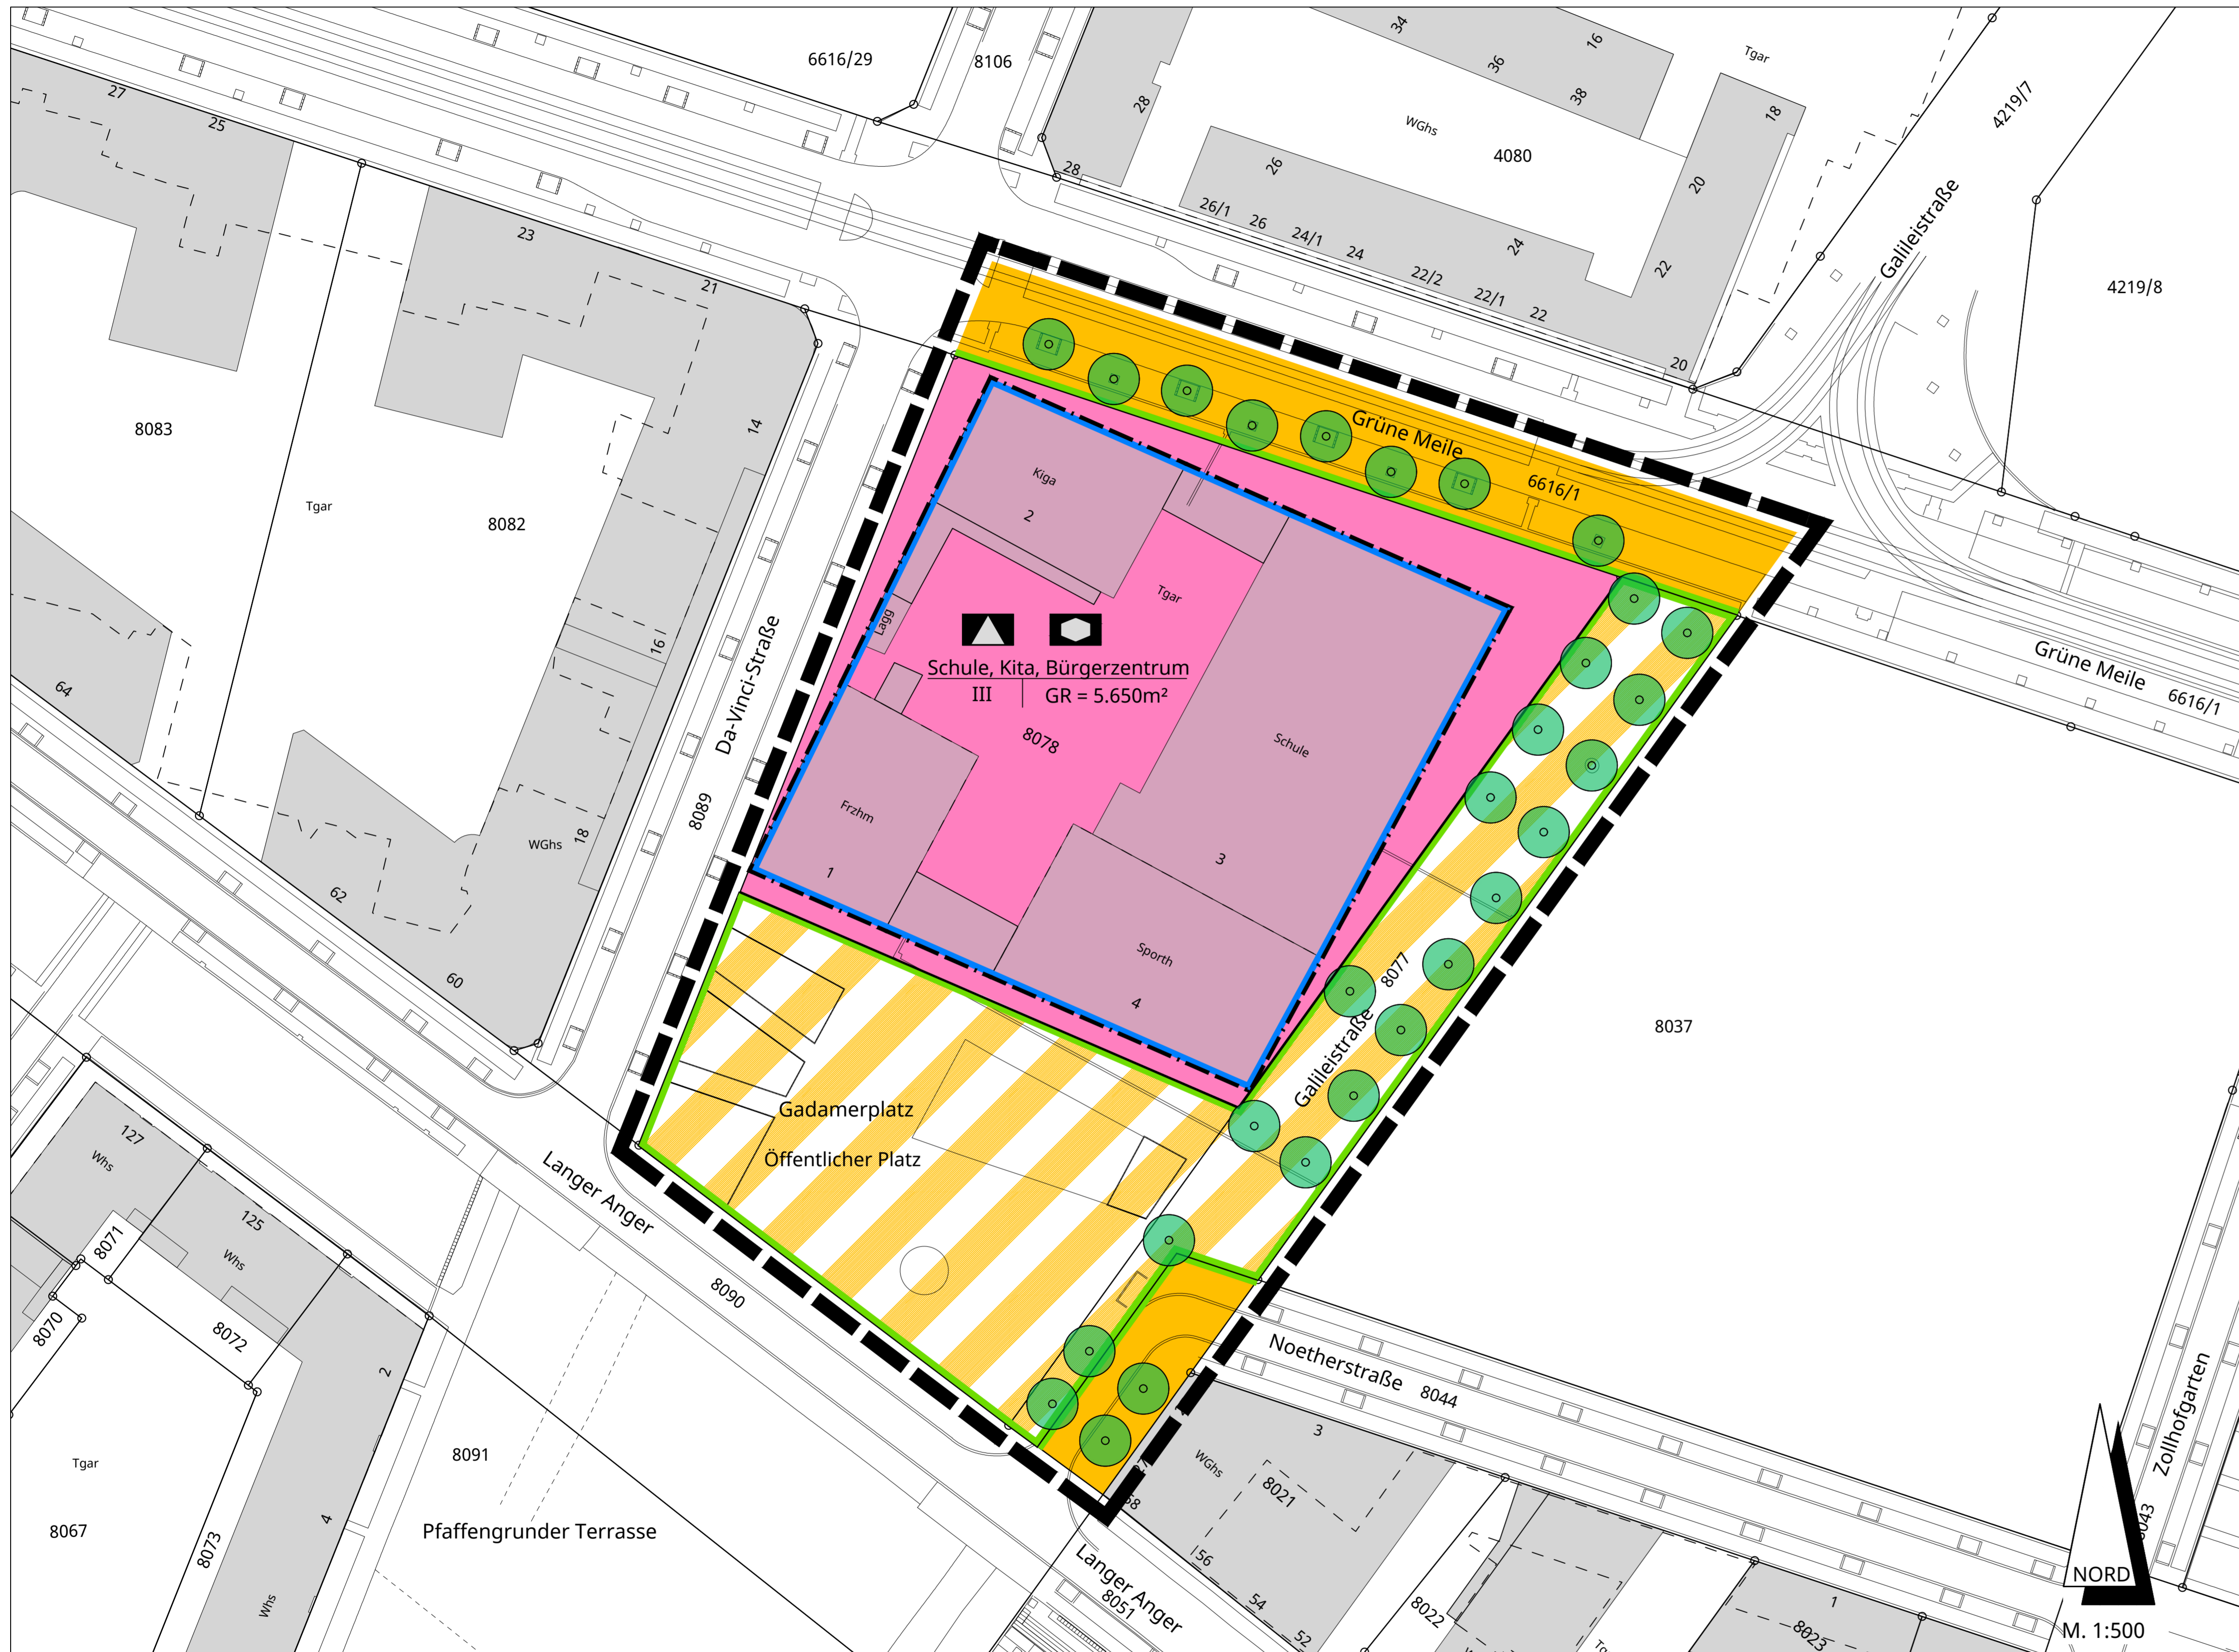 6616/29
8106
34
16
36
38
Tgar
18
4219/7
27
25
28
28
WGhs
4080
26
20
26/1
26
24/1
24
24
22/2
22/1
22
22
20
Galileistraße
4219/8
23
21
14
8083
Tgar
8082
16
64
Da-Vinci-Straße
8089
18
WGhs
62
60
Grüne Meile
6616/1
Grüne Meile
6616/1
Kiga
2
Tgar
Lagg
Schule, Kita, Bürgerzentrum
III
GR = 5.650m²
8078
Schule
Frzhm
1
3
Sporth
4
8077
Galileistraße
8037
Gadamerplatz
Öffentlicher Platz
127
Whs
125
Whs
8071
8070
8072
Langer Anger
8090
2
Noetherstraße
8044
Zollhofgarten
3
WGhs
8021
8091
Tgar
8067
8073
4
Whs
Pfaffengrunder Terrasse
58
56
54
52
Langer Anger
8051
8022
1
8023
NORD
M. 1:500